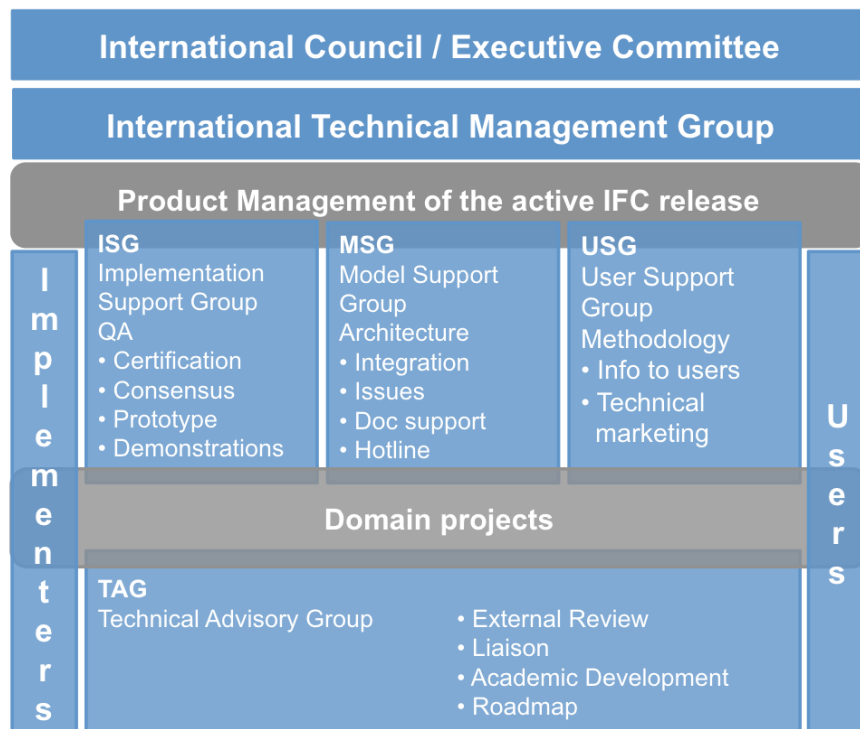 International Council / Executive Committee
International Technical Management Group
Product Management of the active IFC release
Implementers
ISG
Implementation
Support Group
QA
• Certification
• Consensus
• Prototype
• Demonstrations
MSG
Model Support
Group
Architecture
• Integration
• Issues
• Doc support
• Hotline
USG
User Support
Group
Methodology
• Info to users
• Technical
marketing
Users
Domain projects
TAG
Technical Advisory Group
• External Review
• Liaison
• Academic Development
• Roadmap